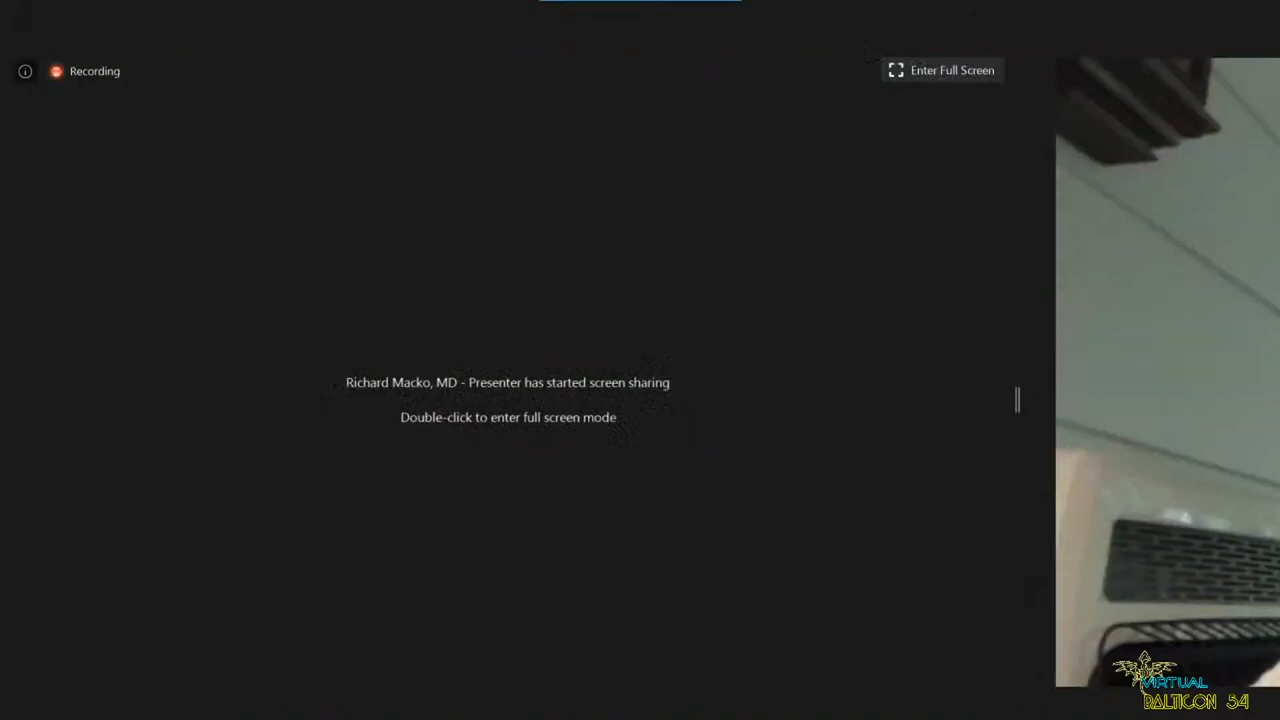 Recording
Enter Full Screen
Richard Macko, MD - Presenter has started screen sharing
Double-click to enter full screen mode
VIRTUAL
BALTICON 54